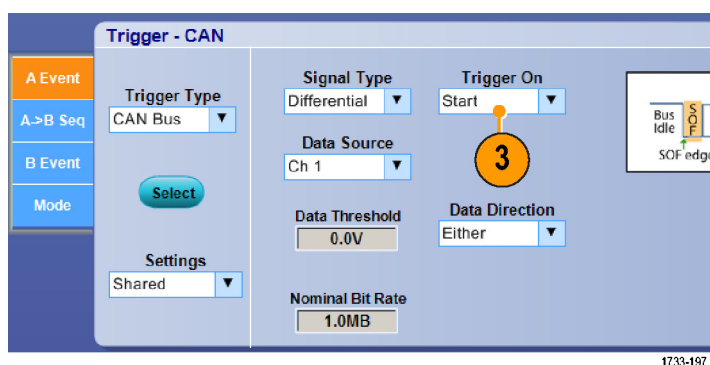 Trigger - CAN
A Event
A->B Seq
B Event
Mode
Trigger Type
CAN Bus
Select
Settings
Shared
Signal Type
Differential
Data Source
Ch 1
Data Threshold
0.0V
Nominal Bit Rate
1.0MB
Trigger On
Start
3
Data Direction
Either
Bus
Idle
SOF
SOF edge
1733-197